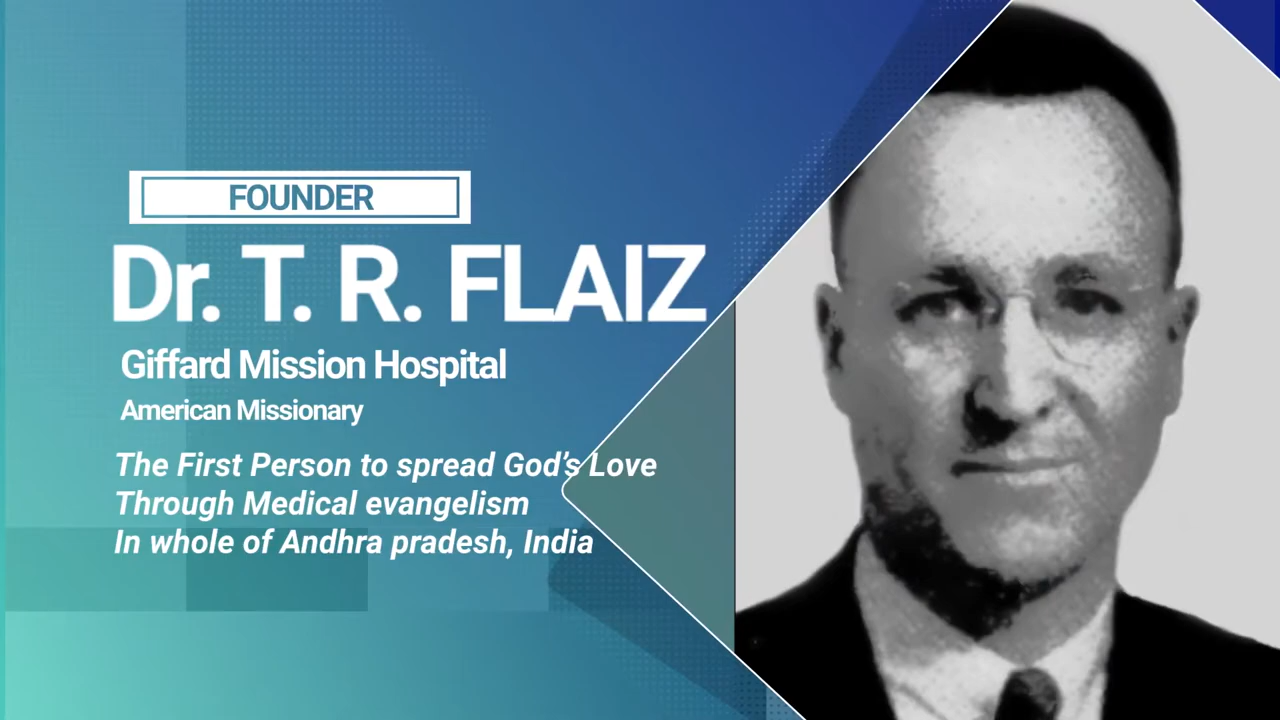 FOUNDER
Dr. T. R. FLAIZ
Giffard Mission Hospital
American Missionary
The First Person to spread God’s Love
Through Medical evangelism
In whole of Andhra pradesh, India